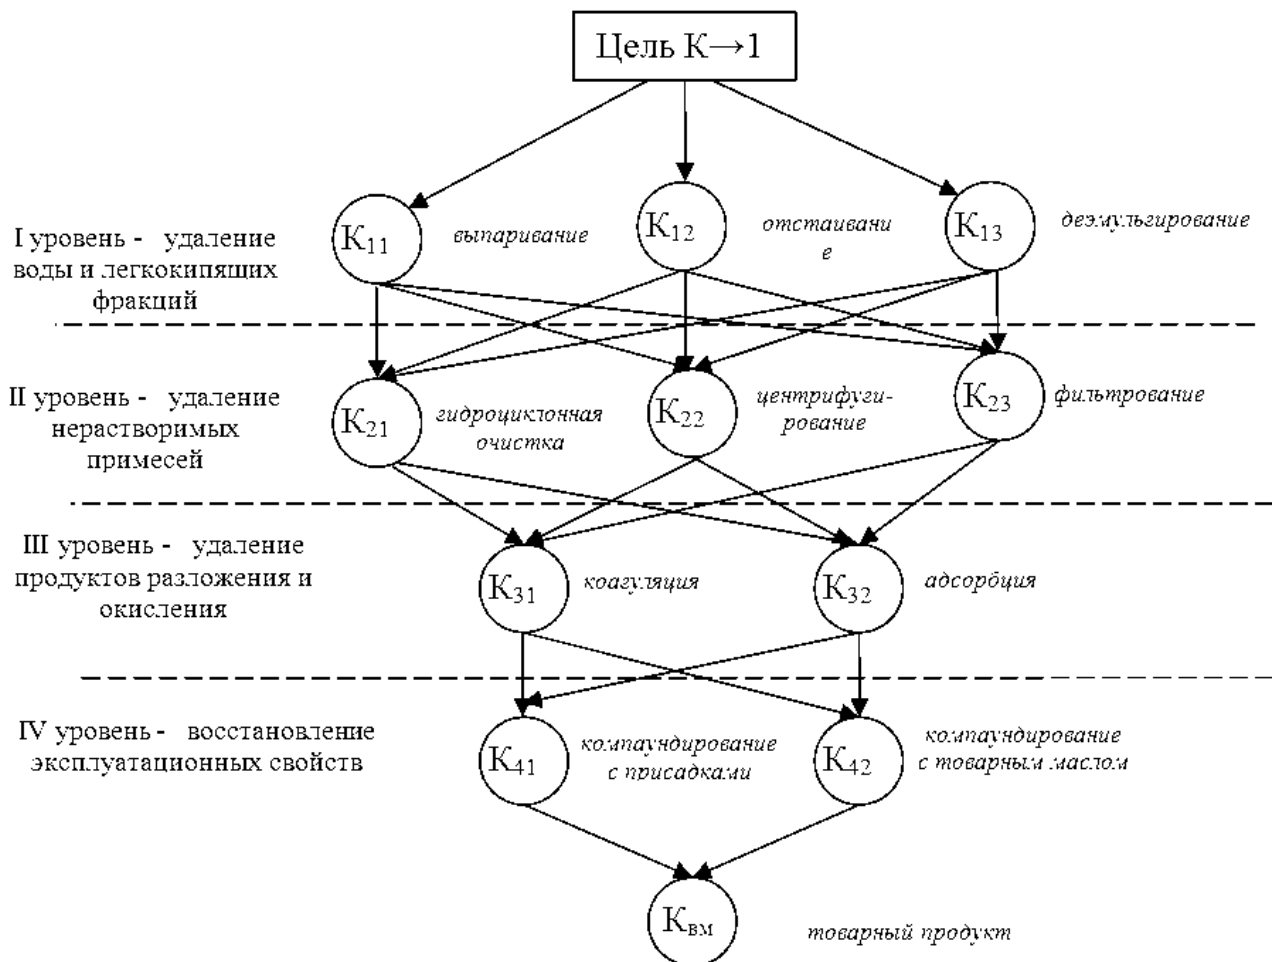 Цель К→1
I уровень - удаление
воды и легкокипящих
фракций
К11
выпаривание
К12
отстаивани
е
К13
деэмульгирование
II уровень - удаление
нерастворимых
примесей
К21
гидроциклонная
очистка
К22
центрифуги-
рование
К23
фильтрование
III уровень - удаление
продуктов разложения и
окисления
К31
коагуляция
К32
адсорбция
IV уровень - восстановление
эксплуатационных свойств
К41
компаундирование
с присадками
К42
компаундирование
с товарным маслом
Квм
товарный продукт